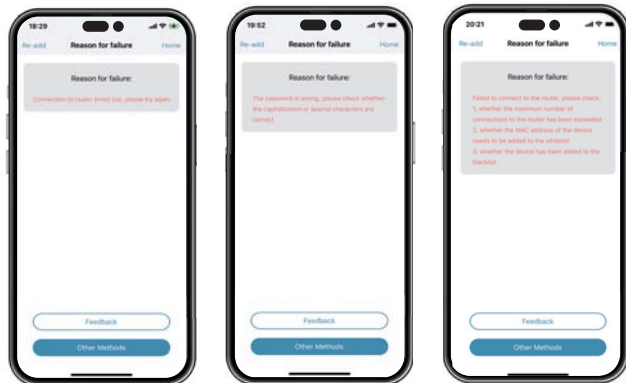 18:29
Re-add Reason for failure Home
Reason for failure:
Connection to router timed out, please try again
Feedback
Other Methods
19:52
Re-add Reason for failure Home
Reason for failure:
The password is wrong, please check whether
the capitalization or special characters are
correct
Feedback
Other Methods
20:21
Re-add Reason for failure Home
Reason for failure:
Failed to connect to the router, please check:
1, whether the maximum number of
connections to the router has been exceeded
2, whether the MAC address of the device
needs to be added to the whitelist
3, whether the device has been added to the
blacklist
Feedback
Other Methods